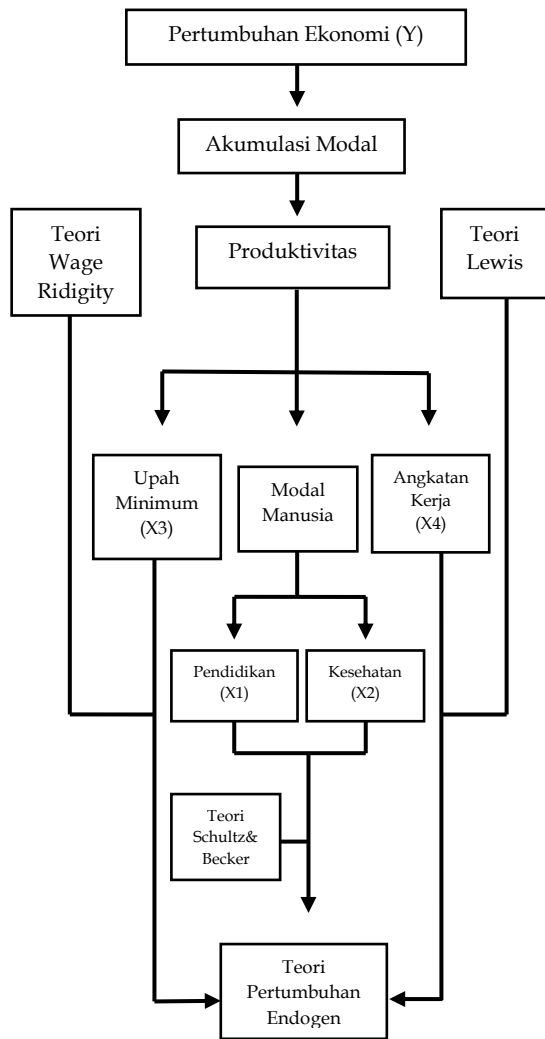 Pertumbuhan Ekonomi (Y)
Akumulasi Modal
Teori
Wage
Ridigity
Produktivitas
Teori
Lewis
Upah
Minimum
(X3)
Modal
Manusia
Angkatan
Kerja
(X4)
Pendidikan
(X1)
Kesehatan
(X2)
Teori
Schultz&
Becker
Teori
Pertumbuhan
Endogen